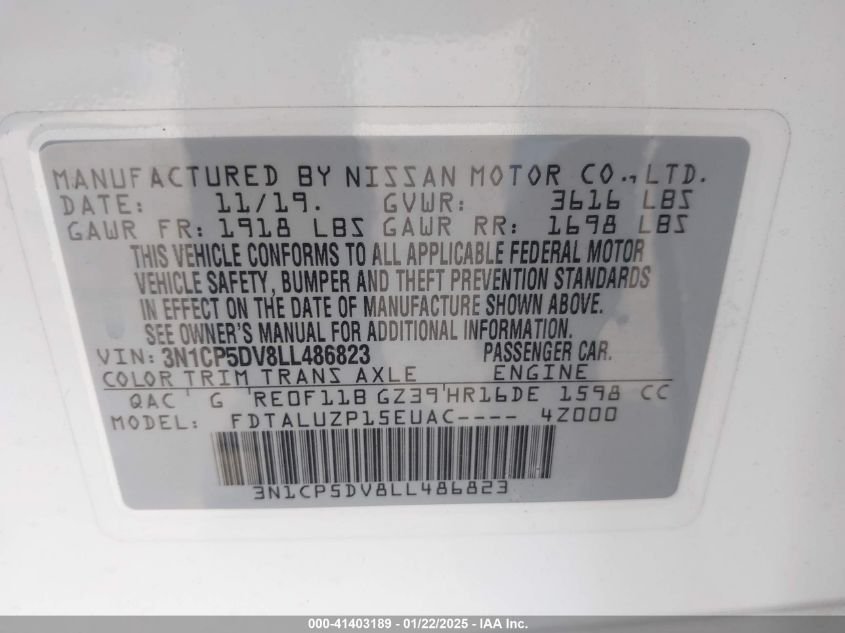 MANUFACTURED BY NISSAN MOTOR CO., LTD.
DATE: 11/19. GVWR: 3616 LBS
GAWR FR: 1918 LBS GAWR RR: 1698 LBS
THIS VEHICLE CONFORMS TO ALL APPLICABLE FEDERAL MOTOR
VEHICLE SAFETY, BUMPER AND THEFT PREVENTION STANDARDS
IN EFFECT ON THE DATE OF MANUFACTURE SHOWN ABOVE.
SEE OWNER'S MANUAL FOR ADDITIONAL INFORMATION.
VIN: 3N1CP5DV8LL486823 PASSENGER CAR.
COLOR TRIM TRANS AXLE ENGINE
QAC G RE0F11B GZ39 HR16DE 1598 CC
MODEL: FDTALUZP15EUAC---- 4Z000
3N1CP5DV8LL486823
000-41403189 - 01/22/2025 - IAA Inc.